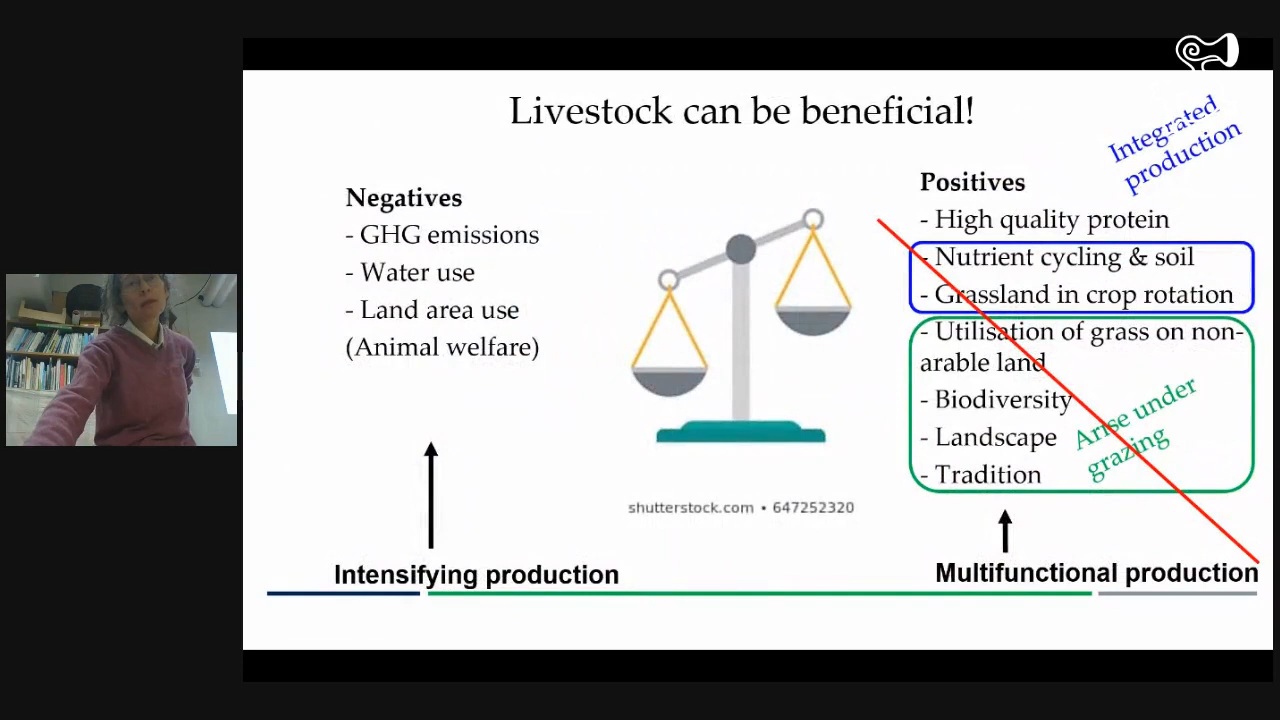 Livestock can be beneficial!
Integrated
production
Negatives
- GHG emissions
- Water use
- Land area use
(Animal welfare)
Positives
- High quality protein
- Nutrient cycling & soil
- Grassland in crop rotation
- Utilisation of grass on non-
arable land
- Biodiversity
- Landscape
- Tradition
Arise under
grazing
shutterstock.com • 647252320
Intensifying production
Multifunctional production